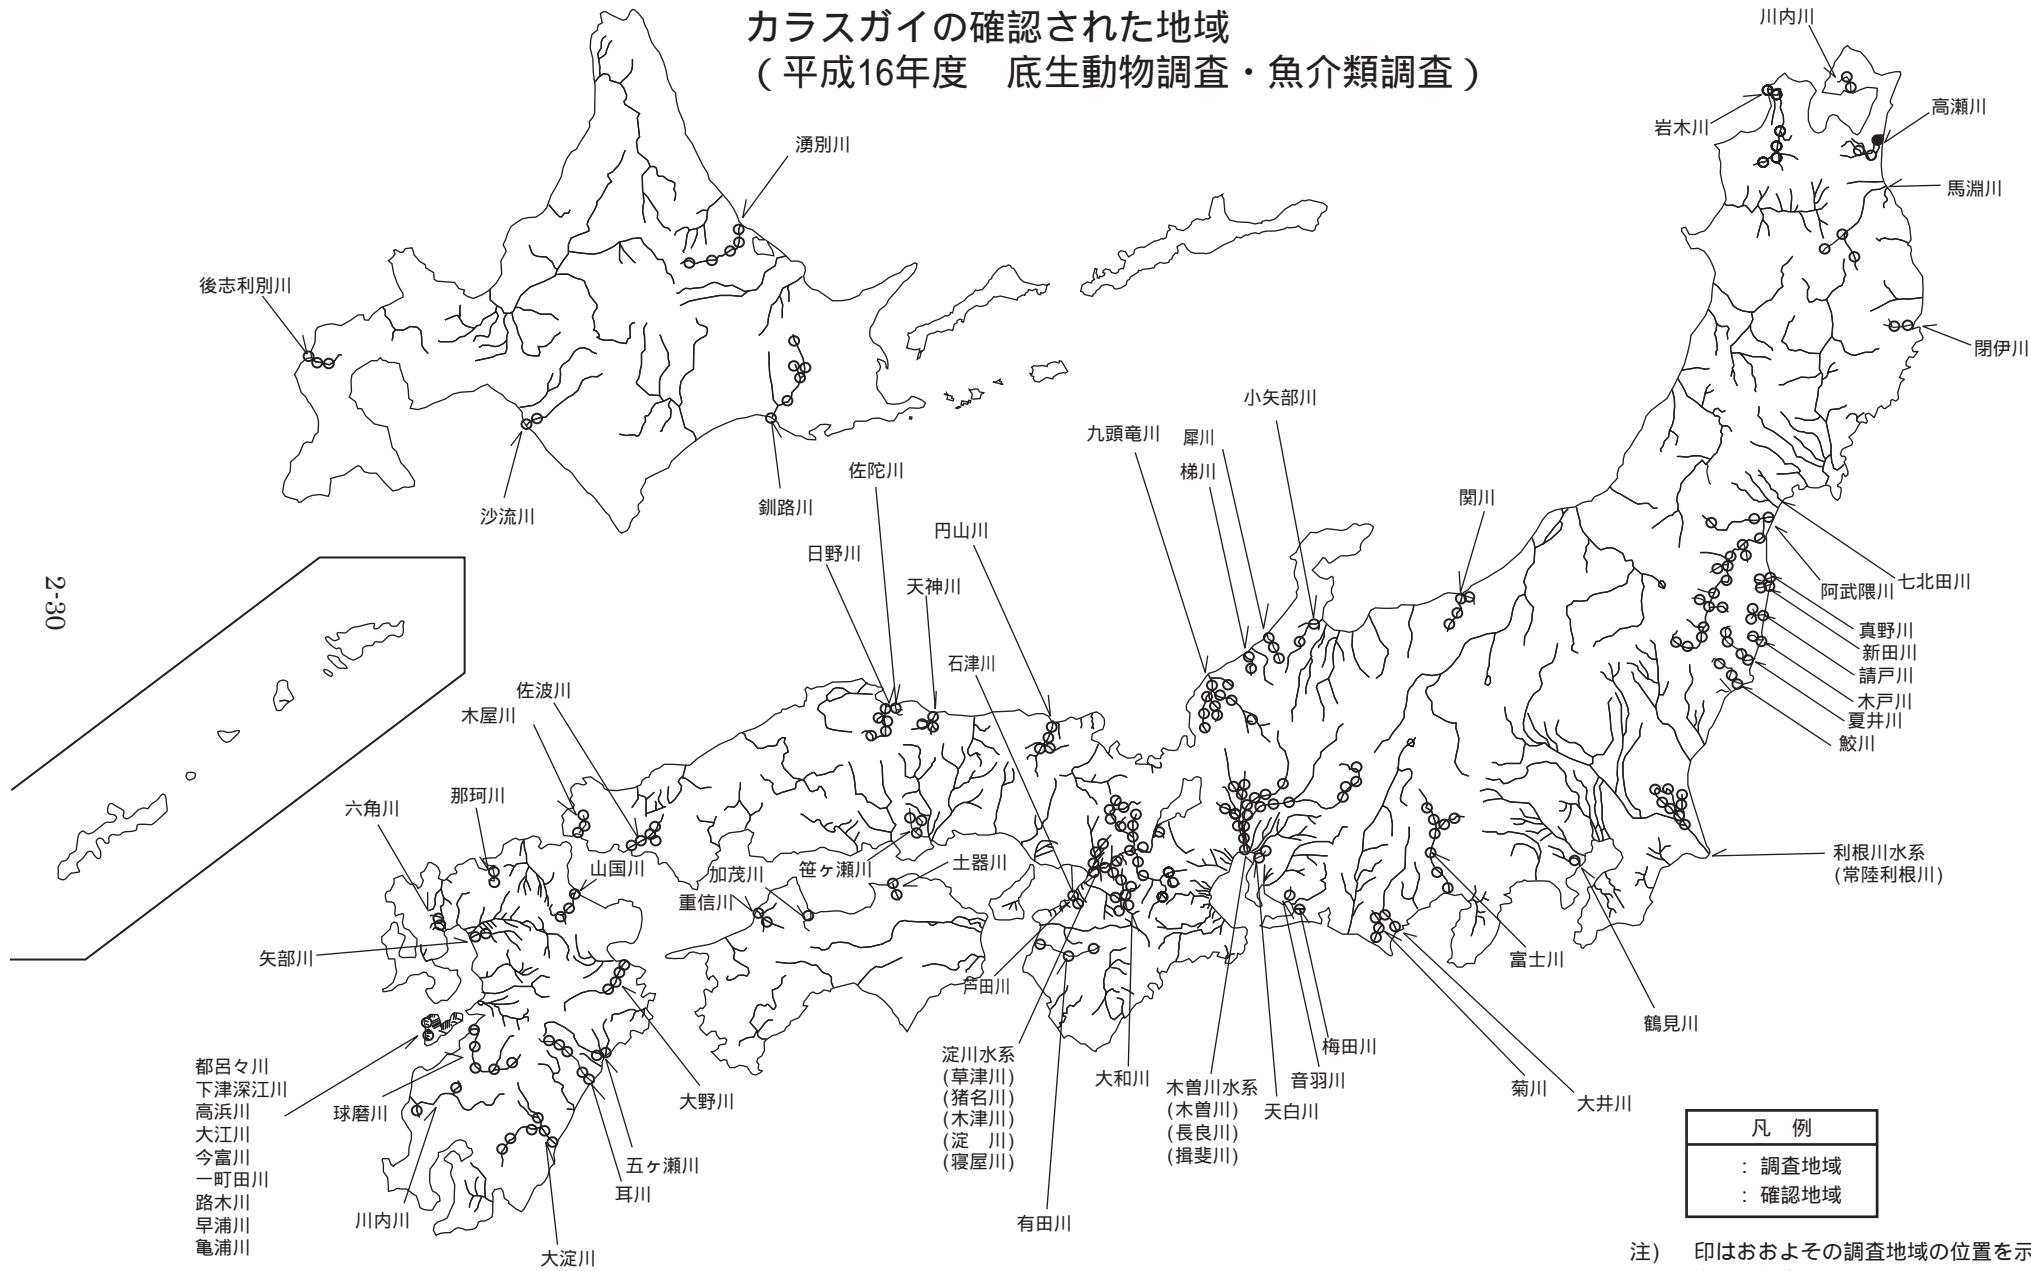 カラスガイの確認された地域
（平成16年度　底生動物調査・魚介類調査）
川内川
岩木川
高瀬川
馬淵川
閉伊川
湧別川
後志利別川
沙流川
釧路川
2-30
小矢部川
九頭竜川
犀川
梯川
関川
佐陀川
円山川
日野川
天神川
石津川
佐波川
木屋川
七北田川
阿武隈川
真野川
新田川
請戸川
木戸川
夏井川
鮫川
那珂川
六角川
山国川
加茂川
笹ヶ瀬川
土器川
重信川
矢部川
芦田川
利根川水系
(常陸利根川)
富士川
鶴見川
梅田川
音羽川
天白川
菊川
大井川
淀川水系
(草津川)
(猪名川)
(木津川)
(淀　川)
(寝屋川)
大和川
木曽川水系
(木曽川)
(長良川)
(揖斐川)
有田川
都呂々川
下津深江川
高浜川
大江川
今富川
一町田川
路木川
早浦川
亀浦川
球磨川
大野川
五ヶ瀬川
耳川
川内川
大淀川
凡　例
：調査地域
：確認地域
注)　印はおおよその調査地域の位置を示